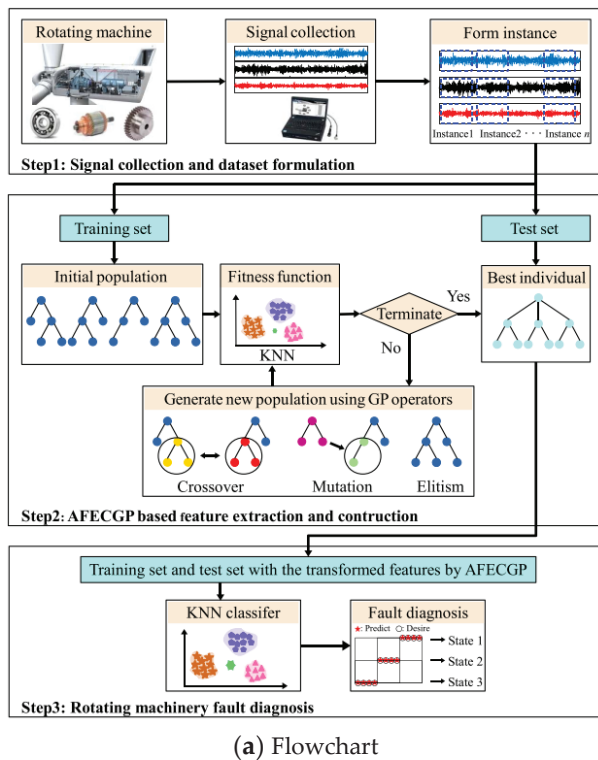 Rotating machine
Signal collection
Form instance
Instance1 Instance2 · · · Instance n
Step1: Signal collection and dataset formulation
Training set
Test set
Initial population
Fitness function
KNN
Terminate
Yes
No
Best individual
Generate new population using GP operators
Crossover
Mutation
Elitism
Step2: AFECGP based feature extraction and contruction
Training set and test set with the transformed features by AFECGP
KNN classifer
Fault diagnosis
★: Predict ○: Desire
State 1
State 2
State 3
Step3: Rotating machinery fault diagnosis
(a) Flowchart